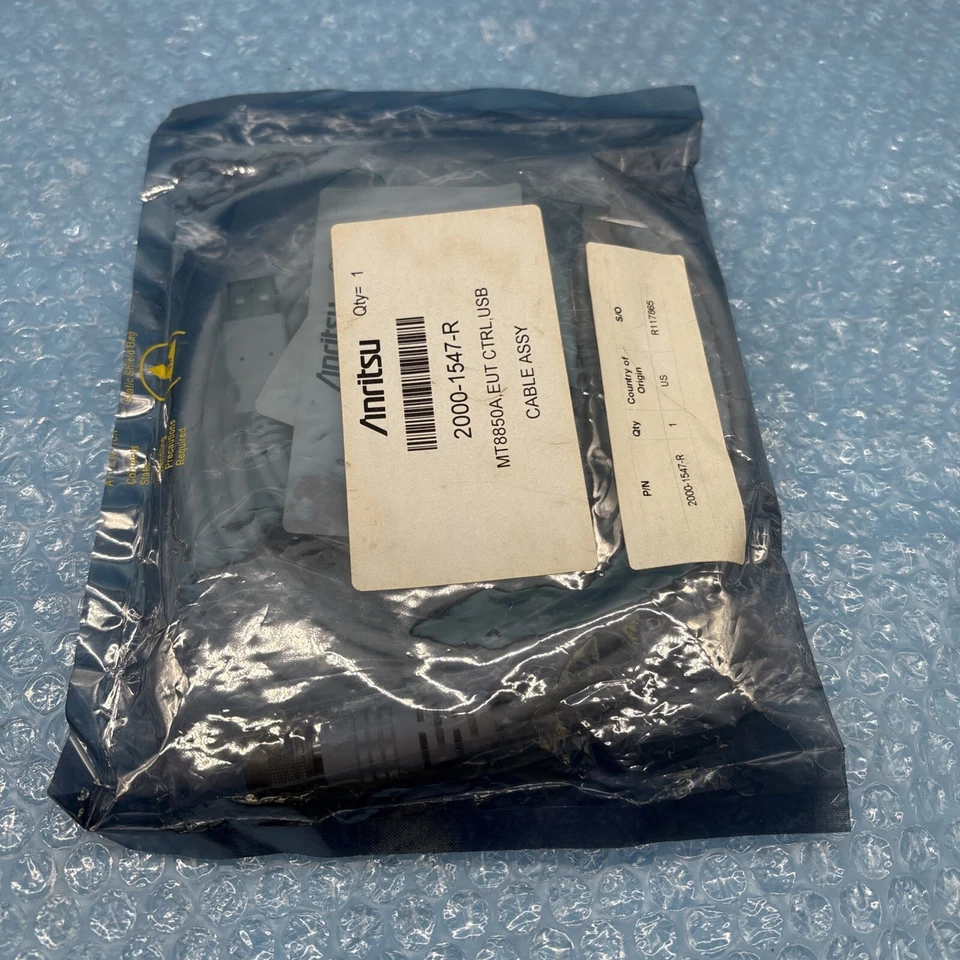 Anritsu Qty= 1
2000-1547-R
MT8850A,EUT CTRL,USB
CABLE ASSY
P/N Qty Country of Origin S/O
2000-1547-R 1 US R117865
Anritsu
Static Shield Bag
Precautions
Required